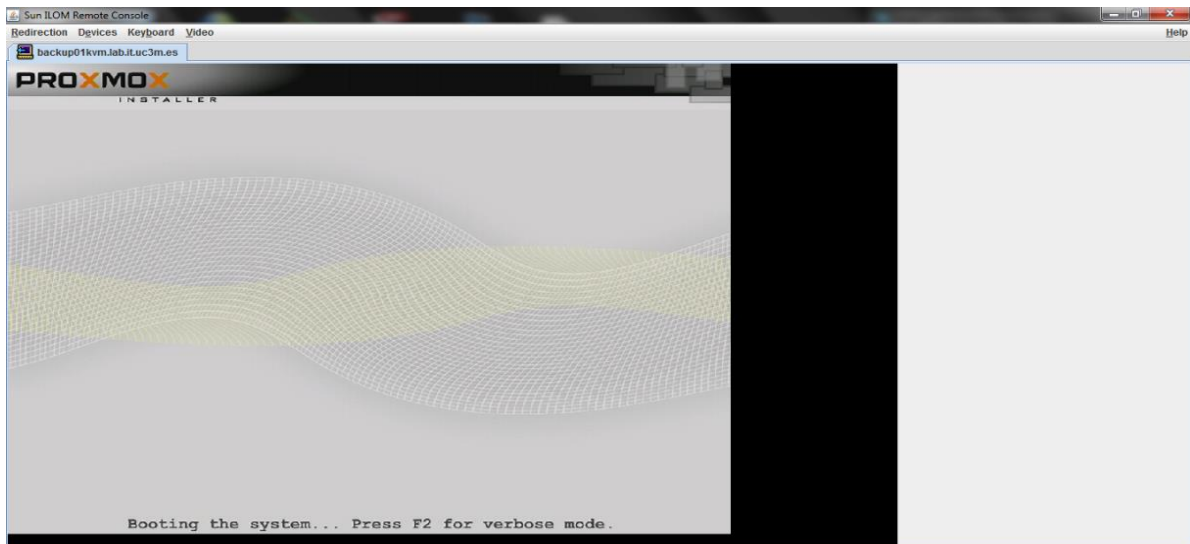 Sun ILOM Remote Console
Redirection Devices Keyboard Video Help
backup01kvm.lab.it.uc3m.es
PROXMOX
INSTALLER
Booting the system... Press F2 for verbose mode.